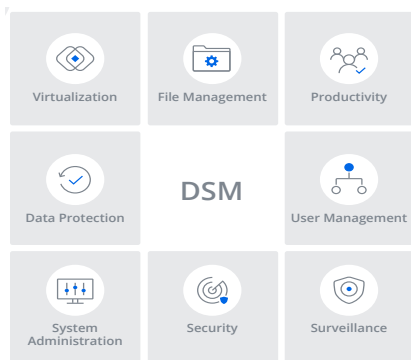 Virtualization
File Management
Productivity
Data Protection
DSM
User Management
System
Administration
Security
Surveillance